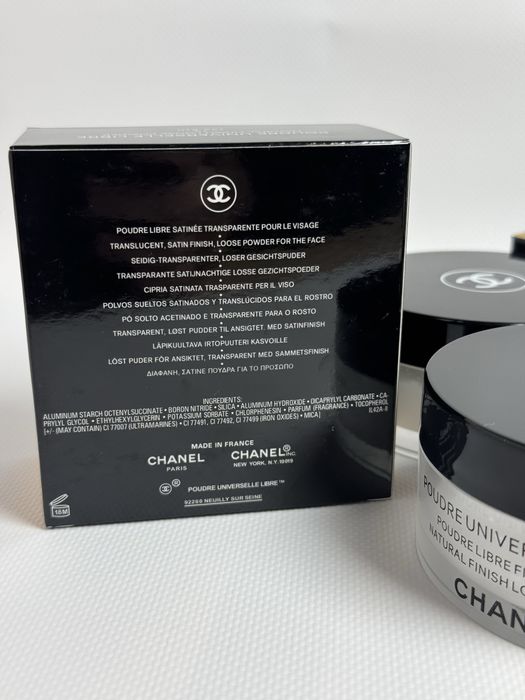 POUDRE LIBRE SATINÉE TRANSPARENTE POUR LE VISAGE
TRANSLUCENT, SATIN FINISH, LOOSE POWDER FOR THE FACE
SEIDIG-TRANSPARENTER, LOSER GESICHTSPUDER
TRANSPARANTE SATIJNACHTIGE LOSSE GEZICHTSPOEDER
CIPRIA SATINATA TRASPARENTE PER IL VISO
POLVOS SUELTOS SATINADOS Y TRANSLÚCIDOS PARA EL ROSTRO
PÓ SOLTO ACETINADO E TRANSPARENTE PARA O ROSTO
TRANSPARENT, LØST PUDDER TIL ANSIGTET. MED SATINFINISH
LÄPIKUULTAVA IRTOPUUTERI KASVOILLE
LÖST PUDER FÖR ANSIKTET, TRANSPARENT MED SAMMETSFINISH
ΔΙΑΦΑΝΗ, ΣΑΤΙΝΕ ΠΟΥΔΡΑ ΓΙΑ ΤΟ ΠΡΟΣΩΠΟ
INGREDIENTS:
ALUMINUM STARCH OCTENYLSUCCINATE • BORON NITRIDE • SILICA • ALUMINUM HYDROXIDE • DICAPRYLYL CARBONATE • CA-
PRYLYL GLYCOL • ETHYLHEXYLGLYCERIN • POTASSIUM SORBATE • CHLORPHENESIN • PARFUM (FRAGRANCE) • TOCOPHEROL
[+/- (MAY CONTAIN) CI 77007 (ULTRAMARINES) • CI 77491, CI 77492, CI 77499 (IRON OXIDES) • MICA] IL42A-II
MADE IN FRANCE
CHANEL CHANEL® INC.
PARIS NEW YORK, N.Y. 10019
® POUDRE UNIVERSELLE LIBRE™
92200 NEUILLY SUR SEINE
18M
POUDRE UNIVER
POUDRE LIBRE FI
NATURAL FINISH LO
CHAN